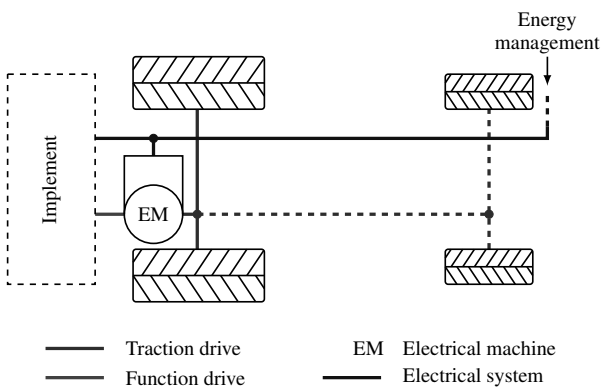 Energy
management
Implement
EM
Traction drive
EM Electrical machine
Function drive
Electrical system